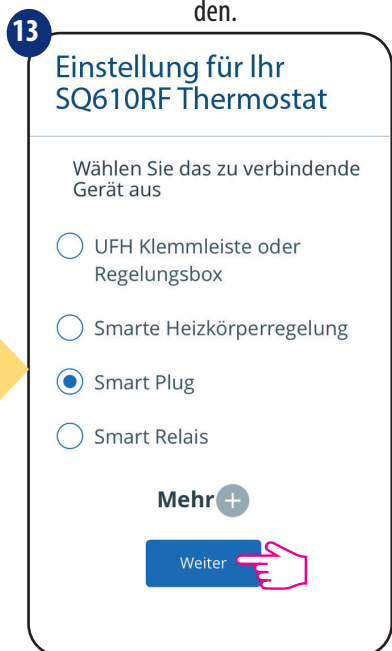 den.
13
Einstellung für Ihr
SQ610RF Thermostat
Wählen Sie das zu verbindende
Gerät aus
UFH Klemmleiste oder
Regelungsbox
Smarte Heizkörperregelung
Smart Plug
Smart Relais
Mehr +
Weiter